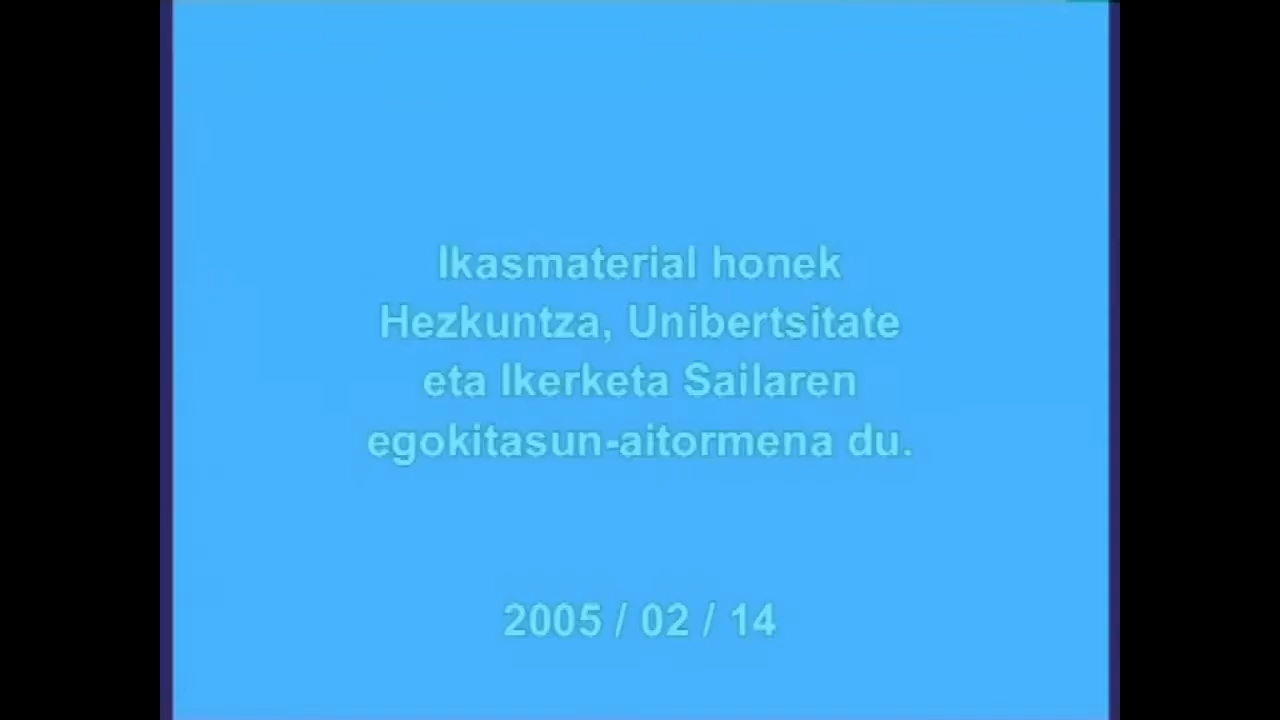 Ikasmaterial honek
Hezkuntza, Unibertsitate
eta Ikerketa Sailaren
egokitasun-aitormena du.
2005 / 02 / 14